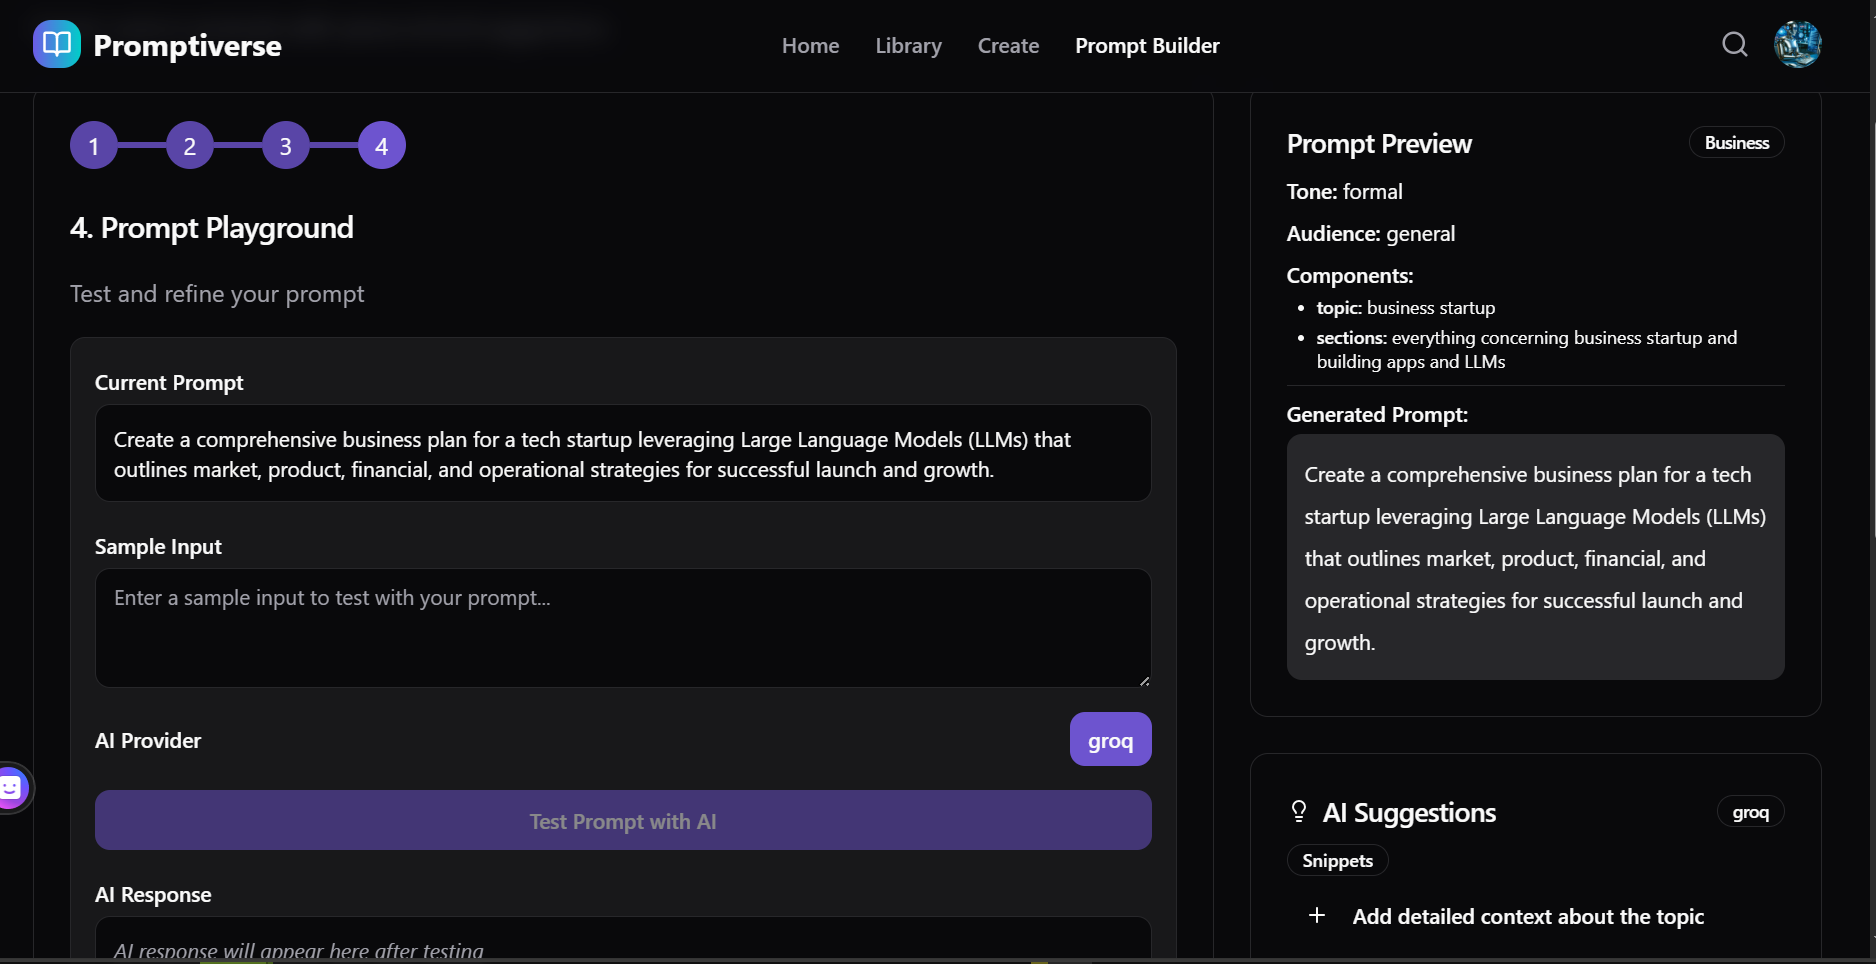 Promptiverse
Home
Library
Create
Prompt Builder
1
2
3
4
4. Prompt Playground
Test and refine your prompt
Current Prompt
Create a comprehensive business plan for a tech startup leveraging Large Language Models (LLMs) that
outlines market, product, financial, and operational strategies for successful launch and growth.
Sample Input
Enter a sample input to test with your prompt...
AI Provider
groq
Test Prompt with AI
AI Response
AI response will appear here after testing
Prompt Preview
Business
Tone: formal
Audience: general
Components:
• topic: business startup
• sections: everything concerning business startup and
building apps and LLMs
Generated Prompt:
Create a comprehensive business plan for a tech
startup leveraging Large Language Models (LLMs)
that outlines market, product, financial, and
operational strategies for successful launch and
growth.
AI Suggestions
groq
Snippets
+ Add detailed context about the topic